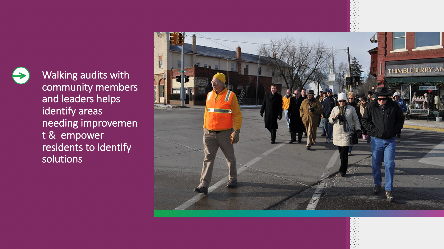 Walking audits with
community members
and leaders helps
identify areas
needing improvemen
t & empower
residents to identify
solutions